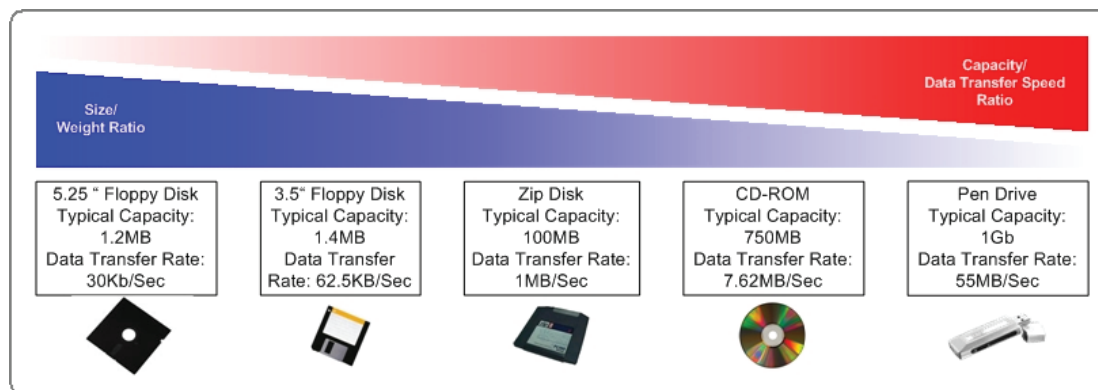 Capacity/
Data Transfer Speed
Ratio
Size/
Weight Ratio
5.25 “ Floppy Disk
Typical Capacity:
1.2MB
Data Transfer Rate:
30Kb/Sec
3.5“ Floppy Disk
Typical Capacity:
1.4MB
Data Transfer
Rate: 62.5KB/Sec
Zip Disk
Typical Capacity:
100MB
Data Transfer Rate:
1MB/Sec
CD-ROM
Typical Capacity:
750MB
Data Transfer Rate:
7.62MB/Sec
Pen Drive
Typical Capacity:
1Gb
Data Transfer Rate:
55MB/Sec